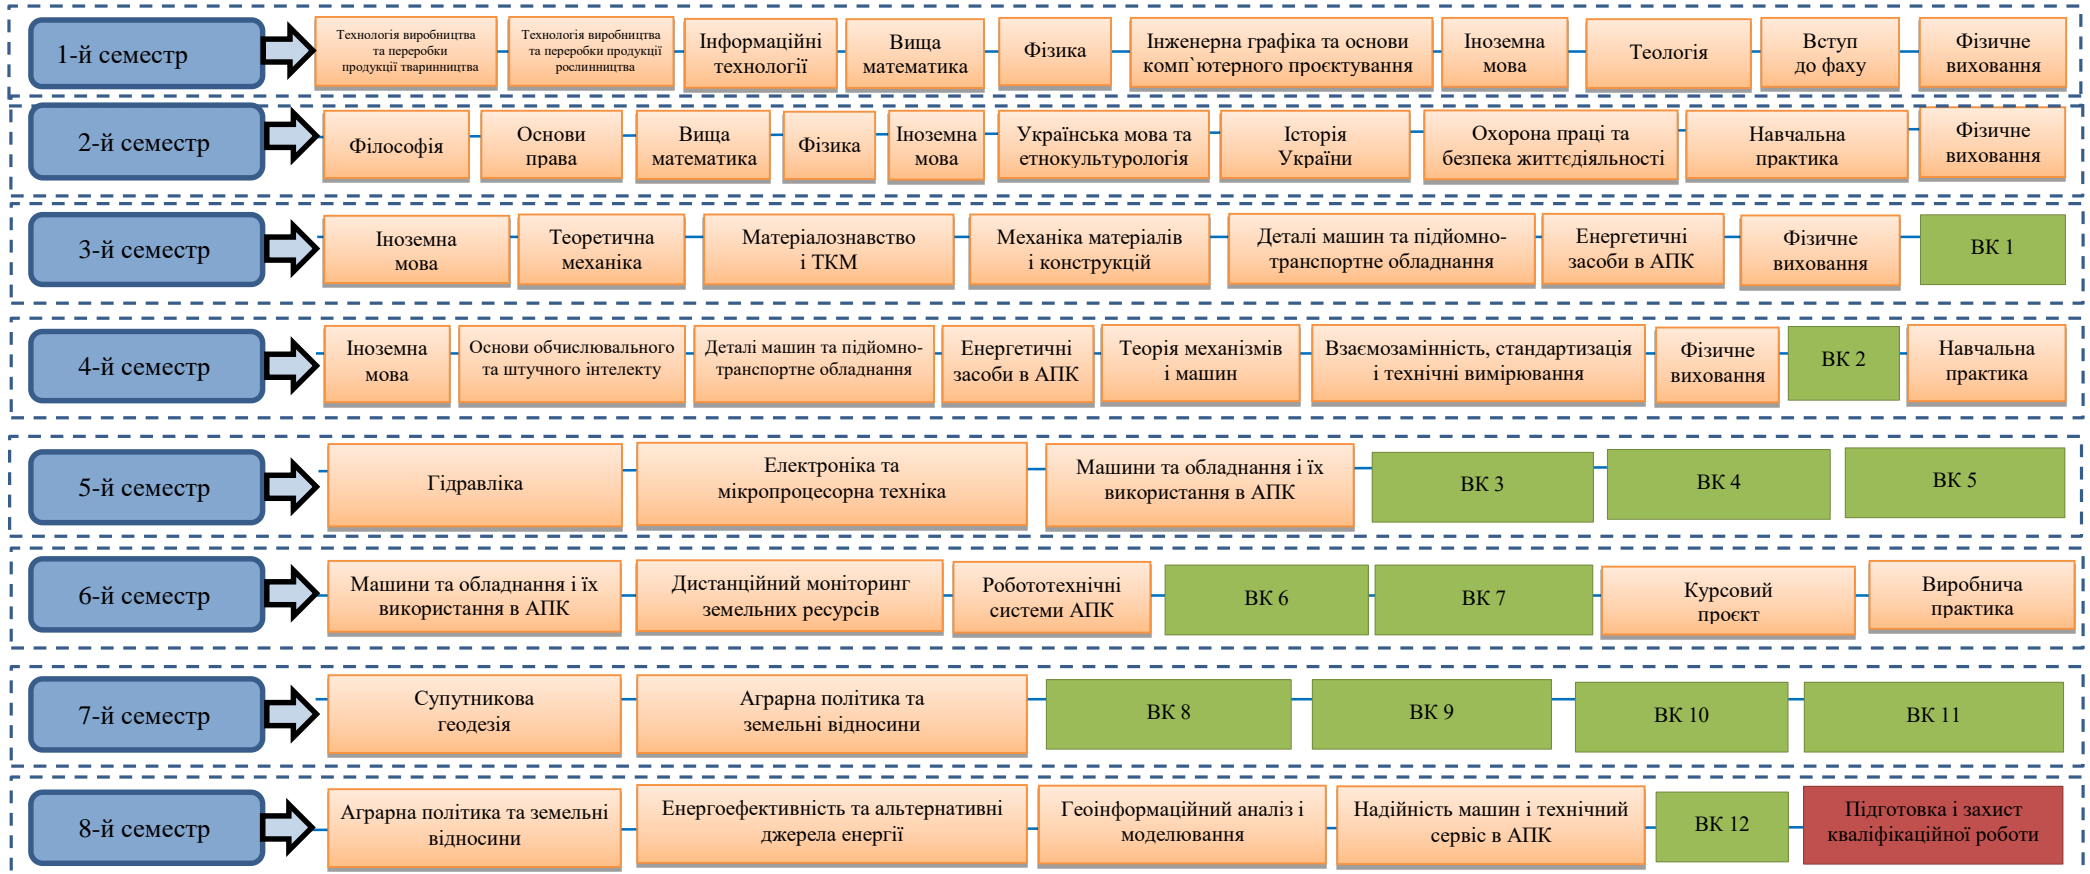 1-й семестр
Технологія виробництва
та переробки
продукції тваринництва
Технологія виробництва
та переробки продукції
рослинництва
Інформаційні
технології
Вища
математика
Фізика
Інженерна графіка та основи
комп`ютерного проєктування
Іноземна
мова
Теологія
Вступ
до фаху
Фізичне
виховання
2-й семестр
Філософія
Основи
права
Вища
математика
Фізика
Іноземна
мова
Українська мова та
етнокультурологія
Історія
України
Охорона праці та
безпека життєдіяльності
Навчальна
практика
Фізичне
виховання
3-й семестр
Іноземна
мова
Теоретична
механіка
Матеріалознавство
і ТКМ
Механіка матеріалів
і конструкцій
Деталі машин та підйомно-
транспортне обладнання
Енергетичні
засоби в АПК
Фізичне
виховання
ВК 1
4-й семестр
Іноземна
мова
Основи обчислювального
та штучного інтелекту
Деталі машин та підйомно-
транспортне обладнання
Енергетичні
засоби в АПК
Теорія механізмів
і машин
Взаємозамінність, стандартизація
і технічні вимірювання
Фізичне
виховання
ВК 2
Навчальна
практика
5-й семестр
Гідравліка
Електроніка та
мікропроцесорна техніка
Машини та обладнання і їх
використання в АПК
ВК 3
ВК 4
ВК 5
6-й семестр
Машини та обладнання і їх
використання в АПК
Дистанційний моніторинг
земельних ресурсів
Робототехнічні
системи АПК
ВК 6
ВК 7
Курсовий
проєкт
Виробнича
практика
7-й семестр
Супутникова
геодезія
Аграрна політика та
земельні відносини
ВК 8
ВК 9
ВК 10
ВК 11
8-й семестр
Аграрна політика та земельні
відносини
Енергоефективність та альтернативні
джерела енергії
Геоінформаційний аналіз і
моделювання
Надійність машин і технічний
сервіс в АПК
ВК 12
Підготовка і захист
кваліфікаційної роботи